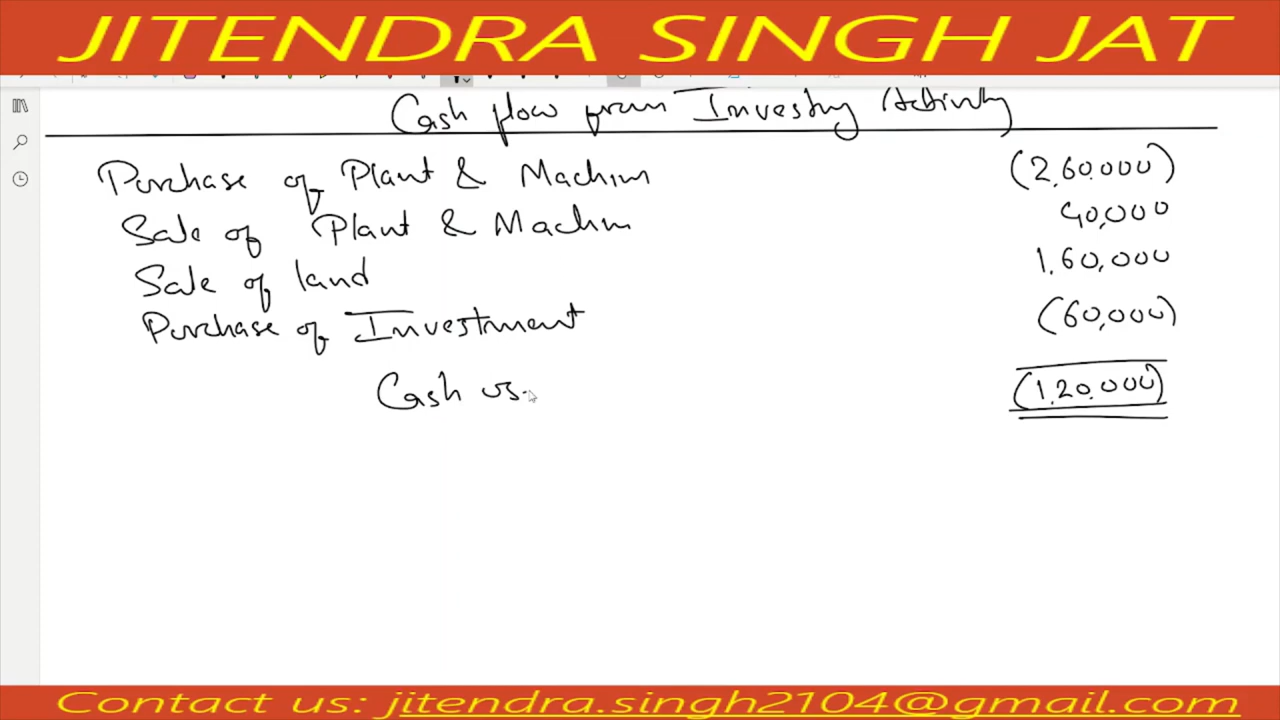 JITENDRA SINGH JAT
Cash flow from Investing Activity
Purchase of Plant & Machin (2,60,000)
Sale of Plant & Machin 40,000
Sale of land 1,60,000
Purchase of Investment (60,000)
Cash us. (1,20,000)
Contact us: jitendra.singh2104@gmail.com